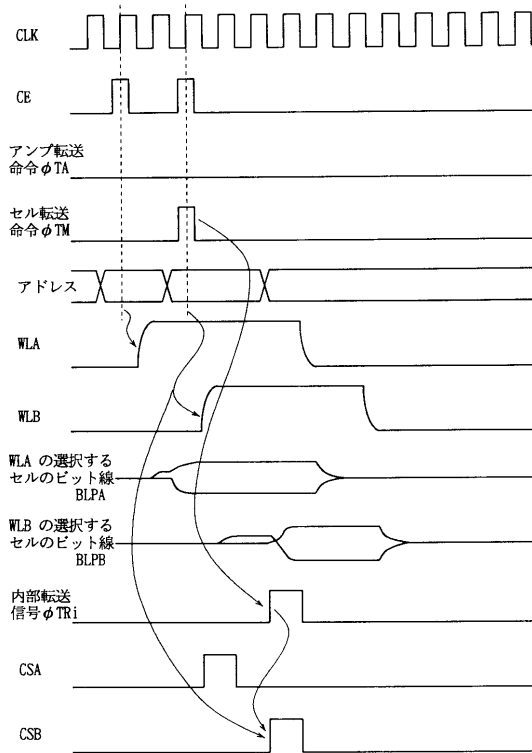 CLK
CE
アンプ転送
命令φTA
セル転送
命令φTM
アドレス
WLA
WLB
WLA の選択する
セルのビット線
BLPA
WLB の選択する
セルのビット線
BLPB
内部転送
信号φTRi
CSA
CSB